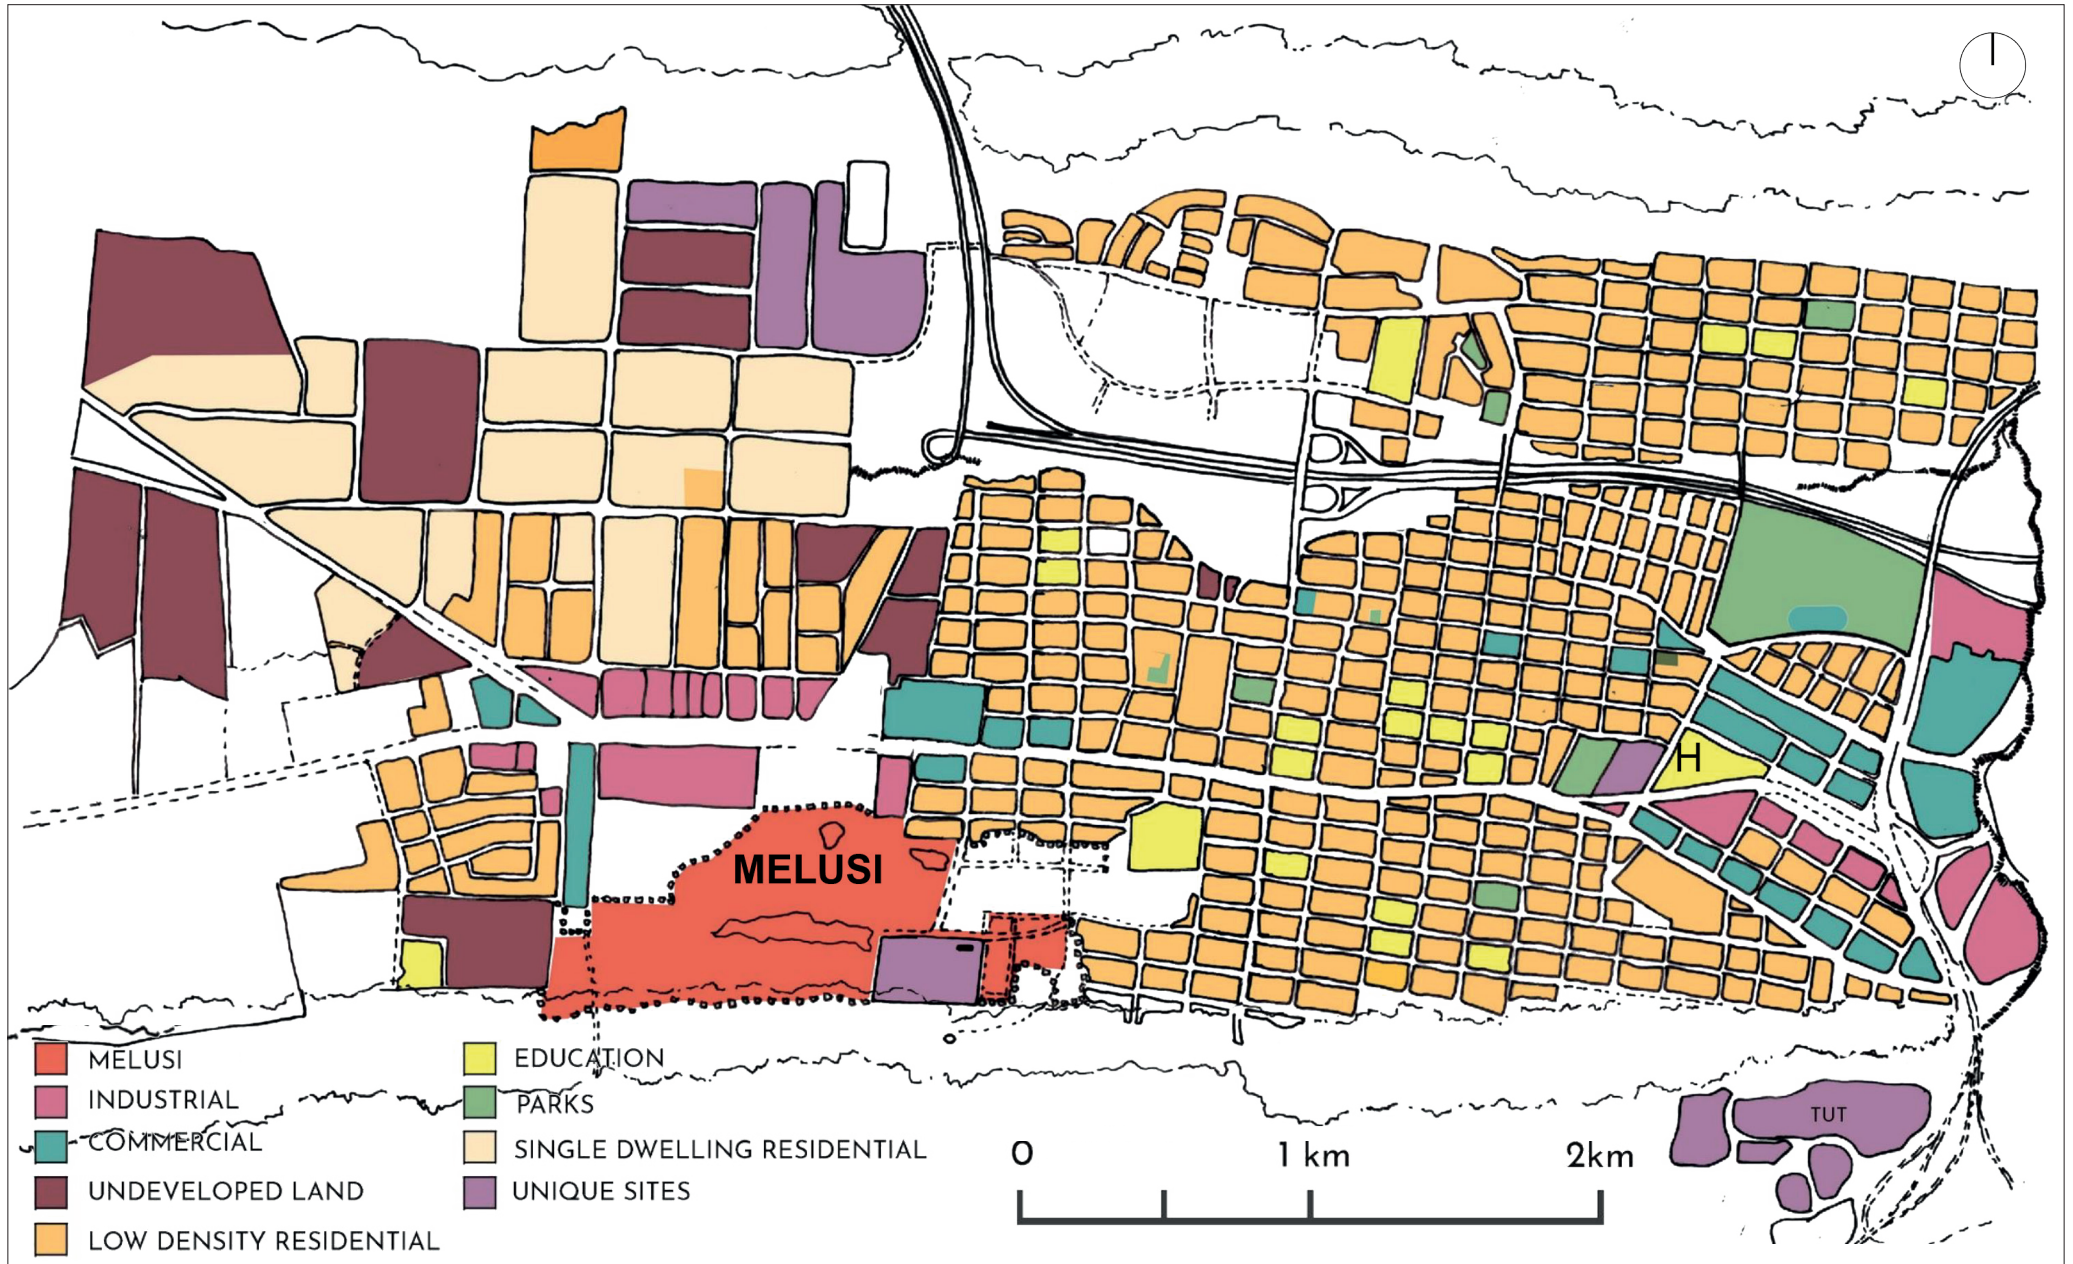 H
MELUSI
MELUSI
INDUSTRIAL
COMMERCIAL
UNDEVELOPED LAND
LOW DENSITY RESIDENTIAL
EDUCATION
PARKS
SINGLE DWELLING RESIDENTIAL
UNIQUE SITES
0 1 km 2km
TUT